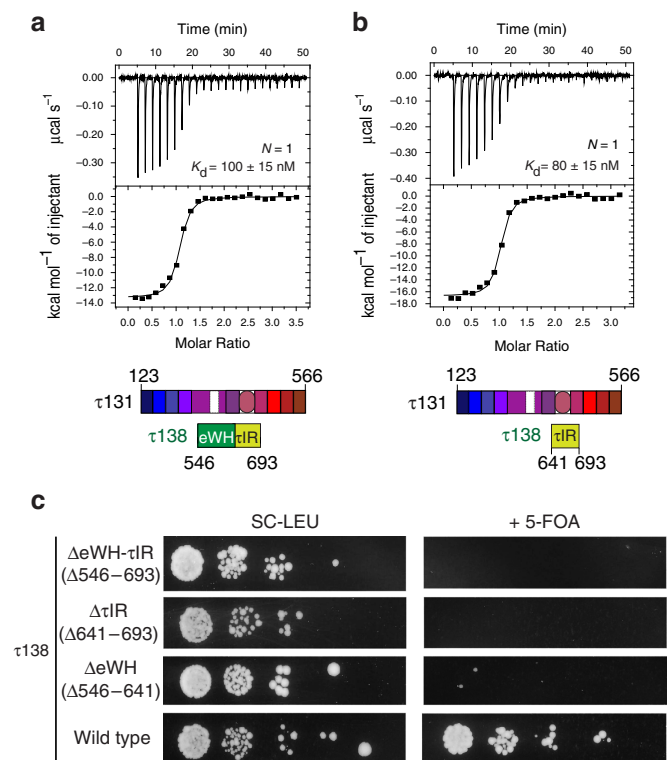 a
Time (min)
0 10 20 30 40 50
0.00
−0.10
−0.20
−0.30
μcal s⁻¹
N = 1
Kd = 100 ± 15 nM
0.0
−2.0
−4.0
−6.0
−8.0
−10.0
−12.0
−14.0
kcal mol⁻¹ of injectant
0.0 0.5 1.0 1.5 2.0 2.5 3.0 3.5
Molar Ratio
123 566
τ131
τ138 eWH τIR
546 693
b
Time (min)
0 10 20 30 40 50
0.00
−0.10
−0.20
−0.30
−0.40
μcal s⁻¹
N = 1
Kd = 80 ± 15 nM
0.0
−2.0
−4.0
−6.0
−8.0
−10.0
−12.0
−14.0
−16.0
−18.0
kcal mol⁻¹ of injectant
0.0 0.5 1.0 1.5 2.0 2.5 3.0
Molar Ratio
123 566
τ131
τ138 τIR
641 693
c
SC-LEU + 5-FOA
τ138
ΔeWH-τIR
(Δ546–693)
ΔτIR
(Δ641–693)
ΔeWH
(Δ546–641)
Wild type